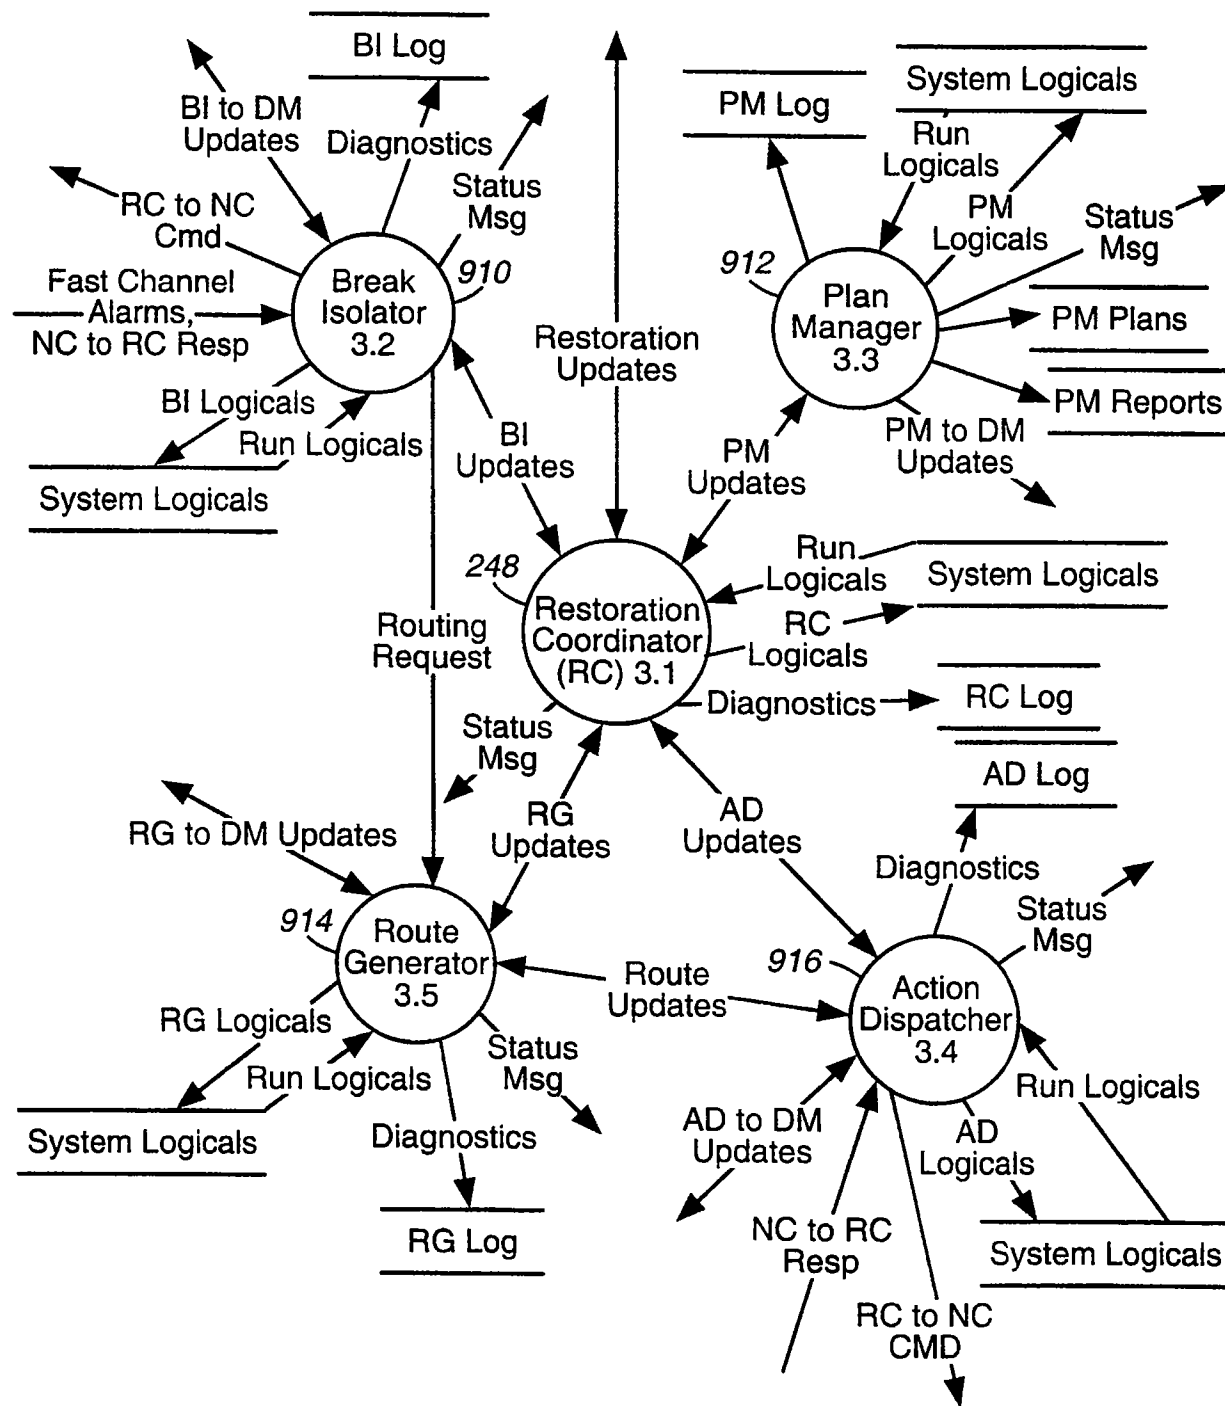 BI Log
System Logicals
PM Log
BI to DM
Updates
Diagnostics
Run
Logicals
Status
Msg
PM
Logicals
Status
Msg
RC to NC
Cmd
910
912
Fast Channel
Alarms,
NC to RC Resp
Break
Isolator
3.2
Restoration
Updates
Plan
Manager
3.3
PM Plans
PM Reports
BI Logicals
Run Logicals
System Logicals
BI
Updates
PM
Updates
PM to DM
Updates
248
Run
Logicals
System Logicals
Restoration
Coordinator
(RC) 3.1
RC
Logicals
Routing
Request
Diagnostics
RC Log
Status
Msg
AD Log
RG to DM Updates
RG
Updates
AD
Updates
Diagnostics
Status
Msg
914
Route
Generator
3.5
916
Route
Updates
Action
Dispatcher
3.4
RG Logicals
Run Logicals
Status
Msg
Run Logicals
System Logicals
Diagnostics
AD to DM
Updates
AD
Logicals
RG Log
NC to RC
Resp
System Logicals
RC to NC
CMD